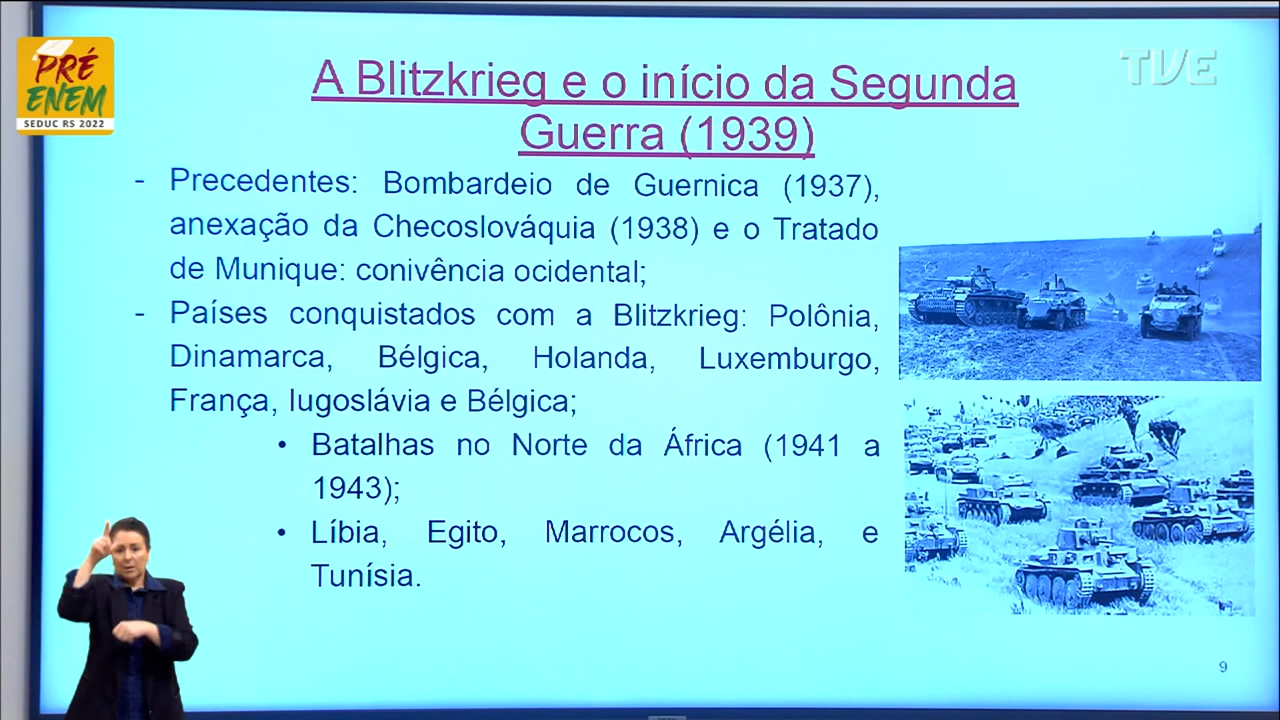 PRÉ
ENEM
SEDUC RS 2022
TVE
A Blitzkrieg e o início da Segunda
Guerra (1939)
- Precedentes: Bombardeio de Guernica (1937),
anexação da Checoslováquia (1938) e o Tratado
de Munique: conivência ocidental;
- Países conquistados com a Blitzkrieg: Polônia,
Dinamarca, Bélgica, Holanda, Luxemburgo,
França, Iugoslávia e Bélgica;
• Batalhas no Norte da África (1941 a
1943);
• Líbia, Egito, Marrocos, Argélia, e
Tunísia.
9